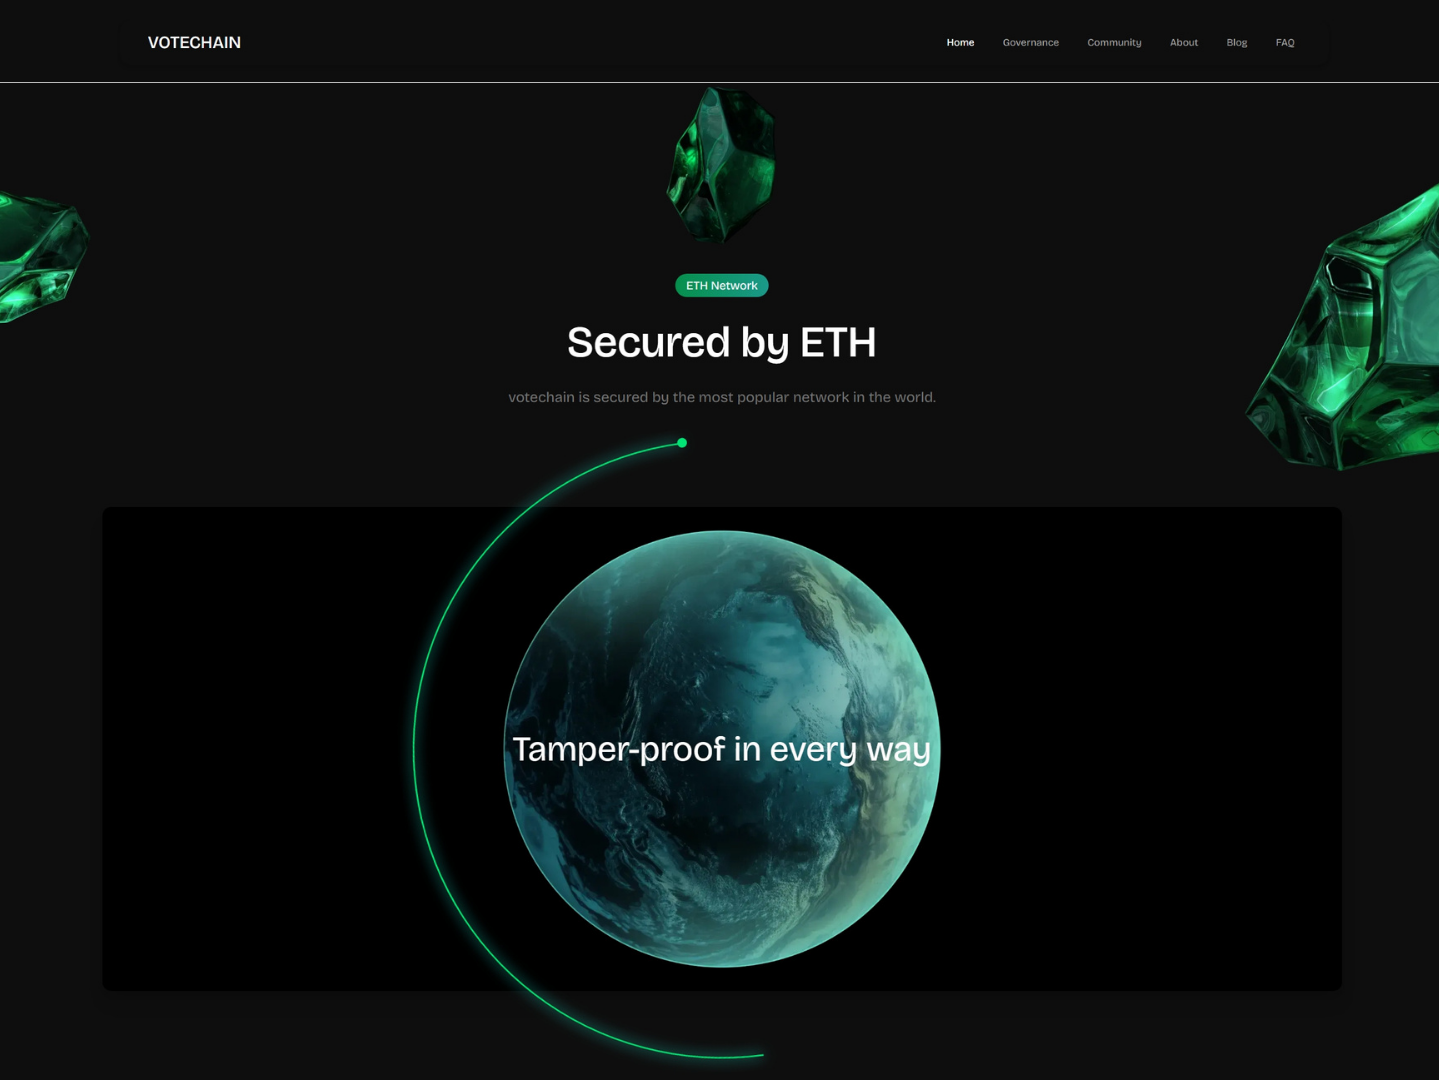 VOTECHAIN
Home Governance Community About Blog FAQ
ETH Network
Secured by ETH
votechain is secured by the most popular network in the world.
Tamper-proof in every way